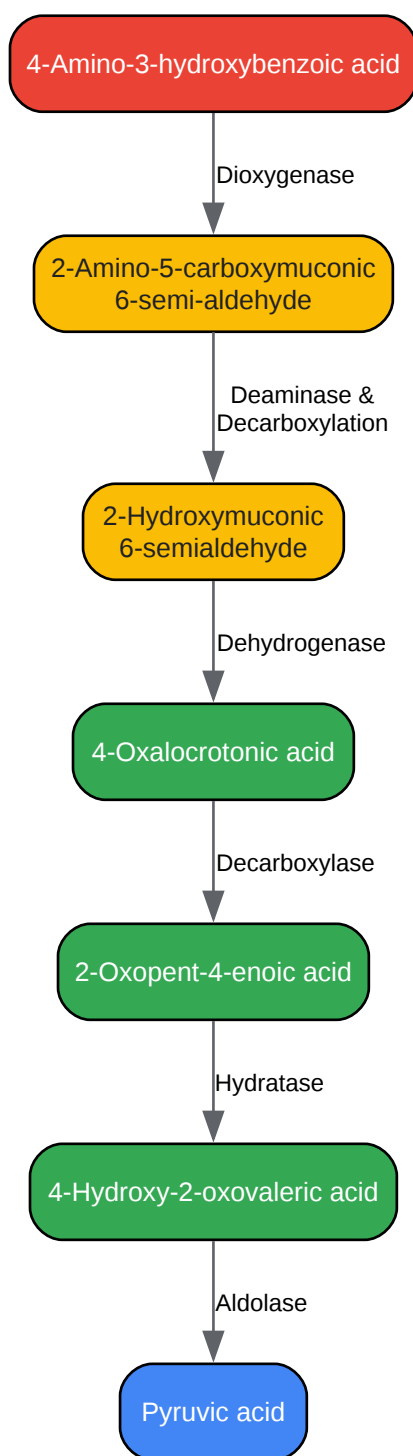 4-Amino-3-hydroxybenzoic acid
Dioxygenase
2-Amino-5-carboxymuconic
6-semi-aldehyde
Deaminase &
Decarboxylation
2-Hydroxymuconic
6-semialdehyde
Dehydrogenase
4-Oxalocrotonic acid
Decarboxylase
2-Oxopent-4-enoic acid
Hydratase
4-Hydroxy-2-oxovaleric acid
Aldolase
Pyruvic acid